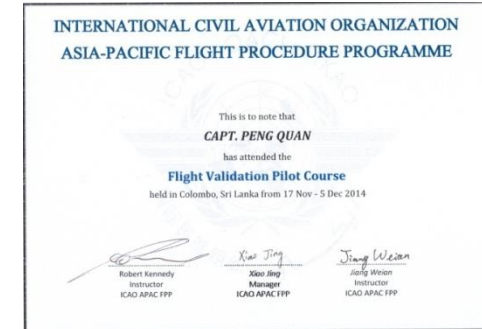 INTERNATIONAL CIVIL AVIATION ORGANIZATION
ASIA-PACIFIC FLIGHT PROCEDURE PROGRAMME
This is to note that
CAPT. PENG QUAN
has attended the
Flight Validation Pilot Course
held in Colombo, Sri Lanka from 17 Nov - 5 Dec 2014
Xiao Jing
Jiang Weian
Robert Kennedy
Instructor
ICAO APAC FPP
Xiao Jing
Manager
ICAO APAC FPP
Jiang Weian
Instructor
ICAO APAC FPP